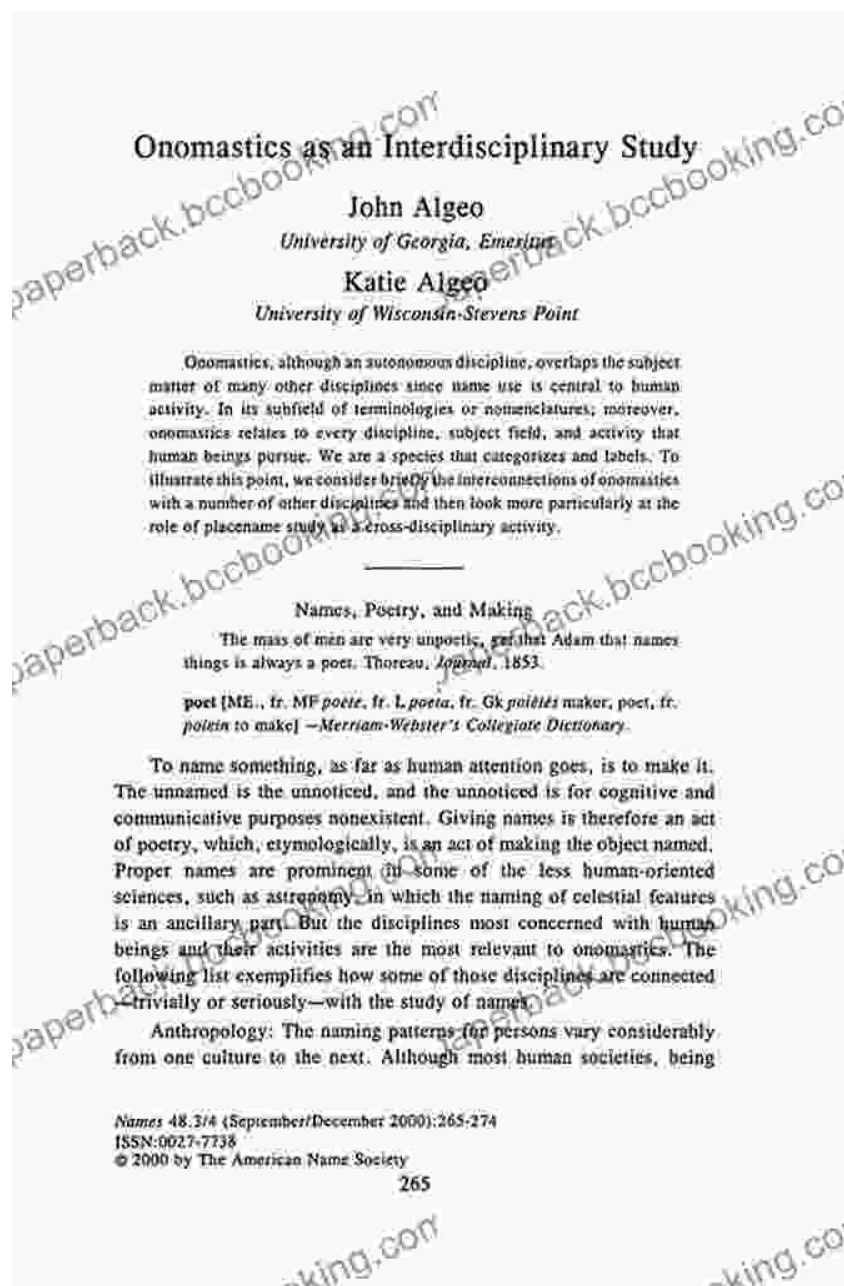 Onomastics as an Interdisciplinary Study
John Algeo
University of Georgia, Emeritus
Katie Algeo
University of Wisconsin-Stevens Point
Onomastics, although an autonomous discipline, overlaps the subject
matter of many other disciplines since name use is central to human
activity. In its subfield of terminologies or nomenclatures, moreover,
onomastics relates to every discipline, subject field, and activity that
human beings pursue. We are a species that categorizes and labels. To
illustrate this point, we consider briefly the interconnections of onomastics
with a number of other disciplines and then look more particularly at the
role of placename study as a cross-disciplinary activity.
Names, Poetry, and Making
The mass of men are very unpoetic, yet that Adam that names
things is always a poet. Thoreau, Journal, 1853.
poet [ME., fr. MF poete, fr. L poeta, fr. Gk poiētēs maker, poet, fr.
poiein to make] —Merriam-Webster's Collegiate Dictionary.
To name something, as far as human attention goes, is to make it.
The unnamed is the unnoticed, and the unnoticed is for cognitive and
communicative purposes nonexistent. Giving names is therefore an act
of poetry, which, etymologically, is an act of making the object named.
Proper names are prominent in some of the less human-oriented
sciences, such as astronomy, in which the naming of celestial features
is an ancillary part. But the disciplines most concerned with human
beings and their activities are the most relevant to onomastics. The
following list exemplifies how some of those disciplines are connected
—trivially or seriously—with the study of names.
Anthropology: The naming patterns for persons vary considerably
from one culture to the next. Although most human societies, being
Names 48.3/4 (September/December 2000):265-274
ISSN:0027-7738
© 2000 by The American Name Society
265
paperback.bccbooking.com